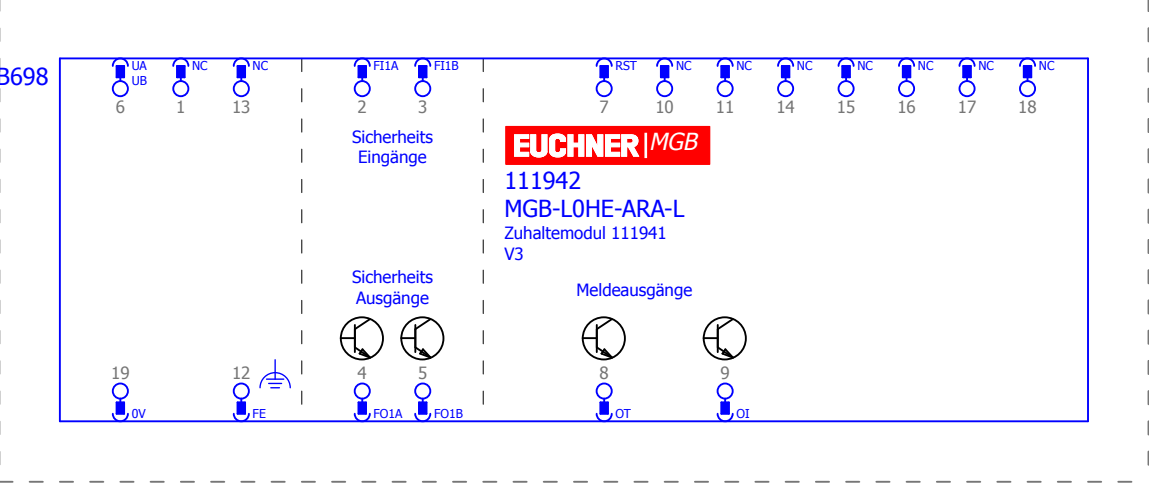 B698
UA NC NC FI1A FI1B RST NC NC NC NC NC NC NC
UB
6 1 13 2 3 7 10 11 14 15 16 17 18
Sicherheits
Eingänge
EUCHNER MGB
111942
MGB-L0HE-ARA-L
Zuhaltemodul 111941
V3
Sicherheits
Ausgänge
Meldeausgänge
19 12 4 5 8 9
0V FE FO1A FO1B OT OI